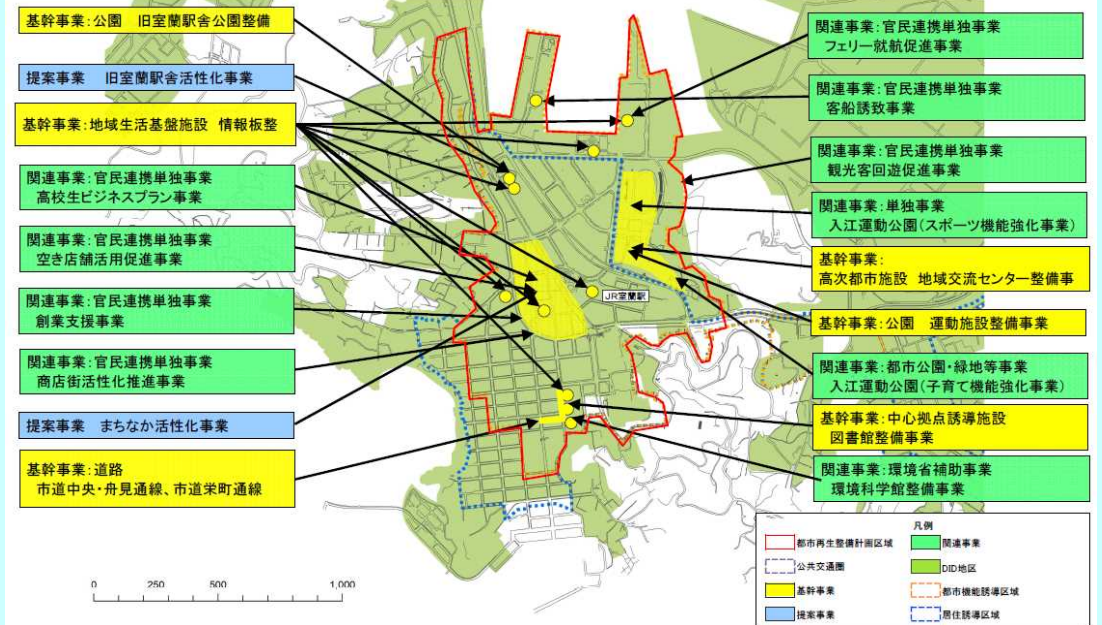 基幹事業:公園　旧室蘭駅舎公園整備
提案事業　旧室蘭駅舎活性化事業
基幹事業:地域生活基盤施設　情報板整
関連事業:官民連携単独事業
高校生ビジネスプラン事業
関連事業:官民連携単独事業
空き店舗活用促進事業
関連事業:官民連携単独事業
創業支援事業
関連事業:官民連携単独事業
商店街活性化推進事業
提案事業　まちなか活性化事業
基幹事業:道路
市道中央・舟見通線、市道栄町通線
JR室蘭駅
関連事業:官民連携単独事業
フェリー就航促進事業
関連事業:官民連携単独事業
客船誘致事業
関連事業:官民連携単独事業
観光客回遊促進事業
関連事業:単独事業
入江運動公園(スポーツ機能強化事業)
基幹事業:
高次都市施設　地域交流センター整備事
基幹事業:公園　運動施設整備事業
関連事業:都市公園・緑地等事業
入江運動公園(子育て機能強化事業)
基幹事業:中心拠点誘導施設
図書館整備事業
関連事業:環境省補助事業
環境科学館整備事業
0 250 500 1,000
凡例
都市再生整備計画区域
関連事業
公共交通圏
DID地区
基幹事業
都市機能誘導区域
提案事業
居住誘導区域